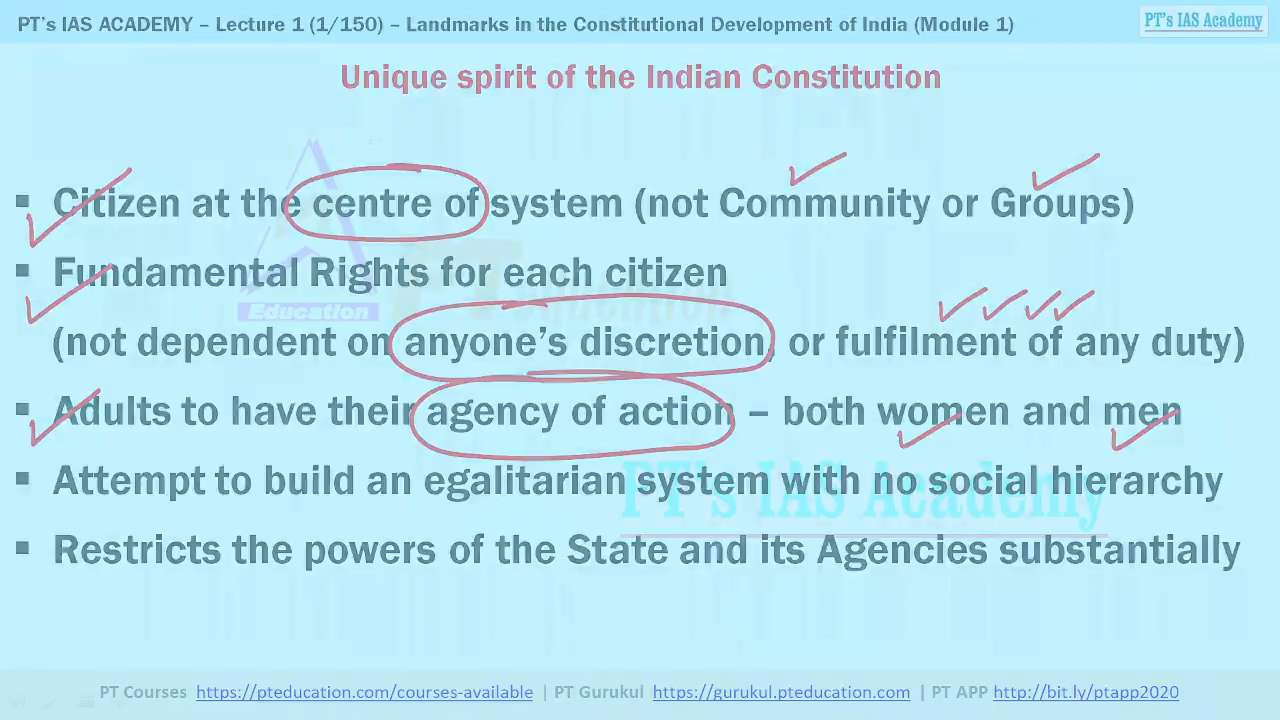 PT's IAS ACADEMY – Lecture 1 (1/150) – Landmarks in the Constitutional Development of India (Module 1)
PT's IAS Academy
Unique spirit of the Indian Constitution
▪ Citizen at the centre of system (not Community or Groups)
▪ Fundamental Rights for each citizen
(not dependent on anyone's discretion, or fulfilment of any duty)
▪ Adults to have their agency of action – both women and men
▪ Attempt to build an egalitarian system with no social hierarchy
▪ Restricts the powers of the State and its Agencies substantially
Education
education
PT's IAS Academy
PT Courses https://pteducation.com/courses-available | PT Gurukul https://gurukul.pteducation.com | PT APP http://bit.ly/ptapp2020